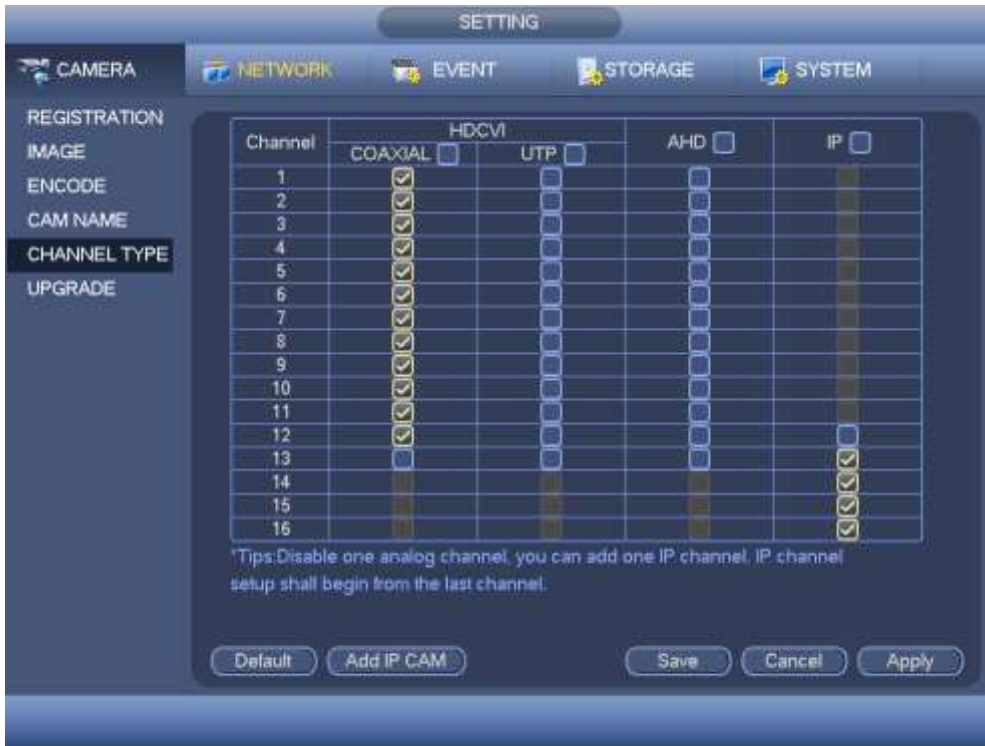 SETTING
CAMERA NETWORK EVENT STORAGE SYSTEM
REGISTRATION
IMAGE
ENCODE
CAM NAME
CHANNEL TYPE
UPGRADE
Channel HDCVI AHD IP
COAXIAL UTP
1
2
3
4
5
6
7
8
9
10
11
12
13
14
15
16
*Tips:Disable one analog channel, you can add one IP channel. IP channel
setup shall begin from the last channel.
Default Add IP CAM Save Cancel Apply